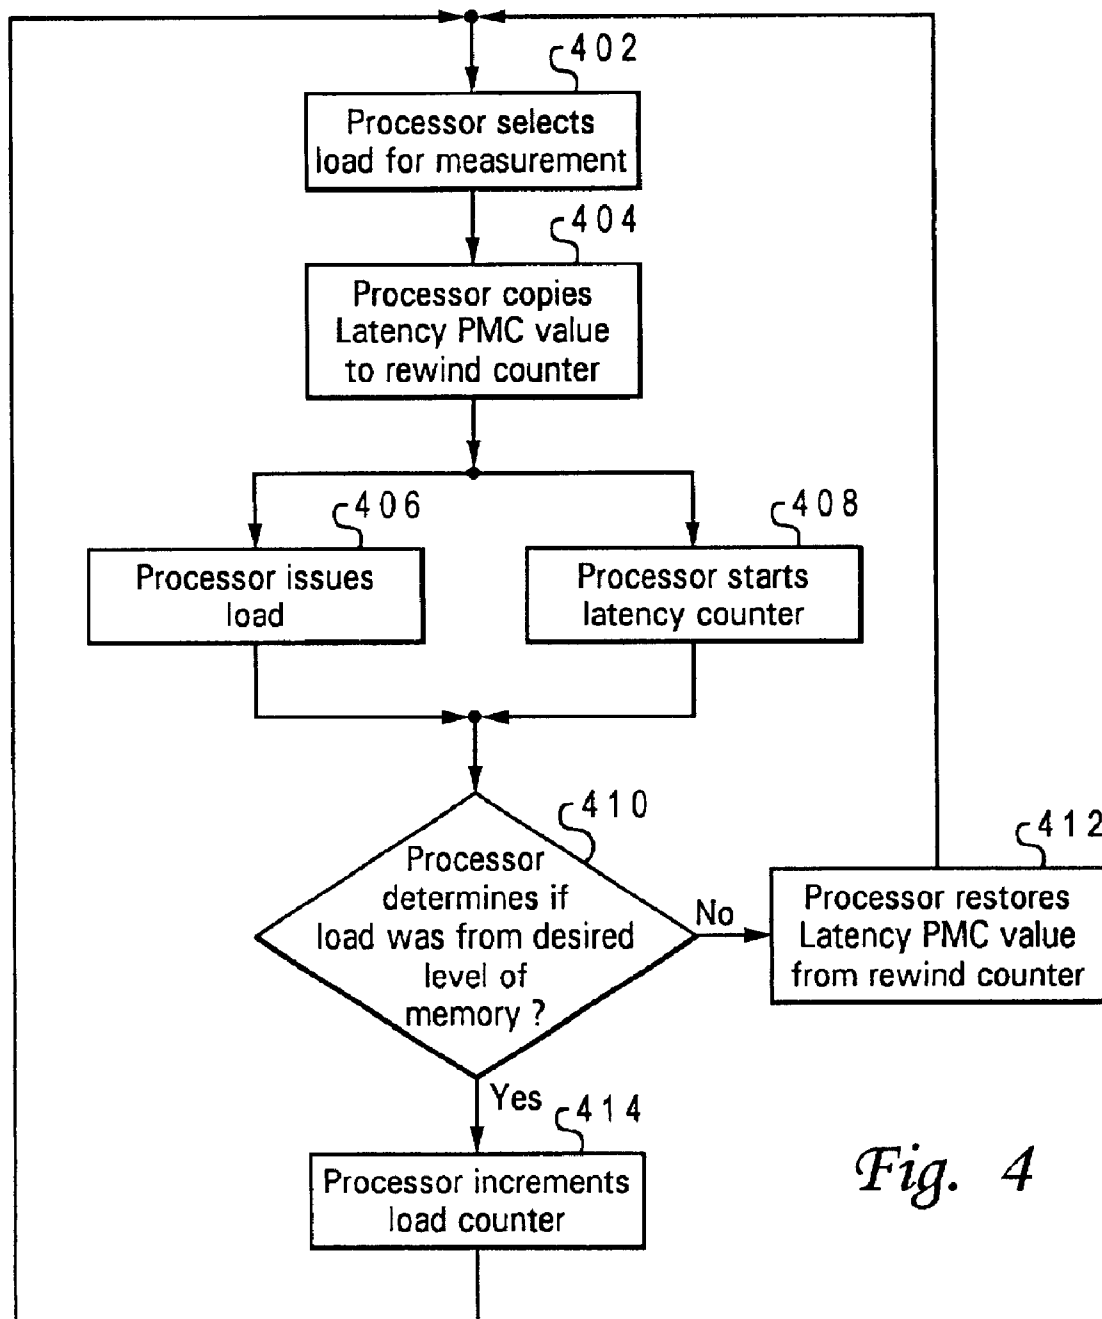 402
Processor selects
load for measurement
404
Processor copies
Latency PMC value
to rewind counter
406
Processor issues
load
408
Processor starts
latency counter
410
Processor
determines if
load was from desired
level of
memory ?
No
412
Processor restores
Latency PMC value
from rewind counter
Yes
414
Processor increments
load counter
Fig. 4